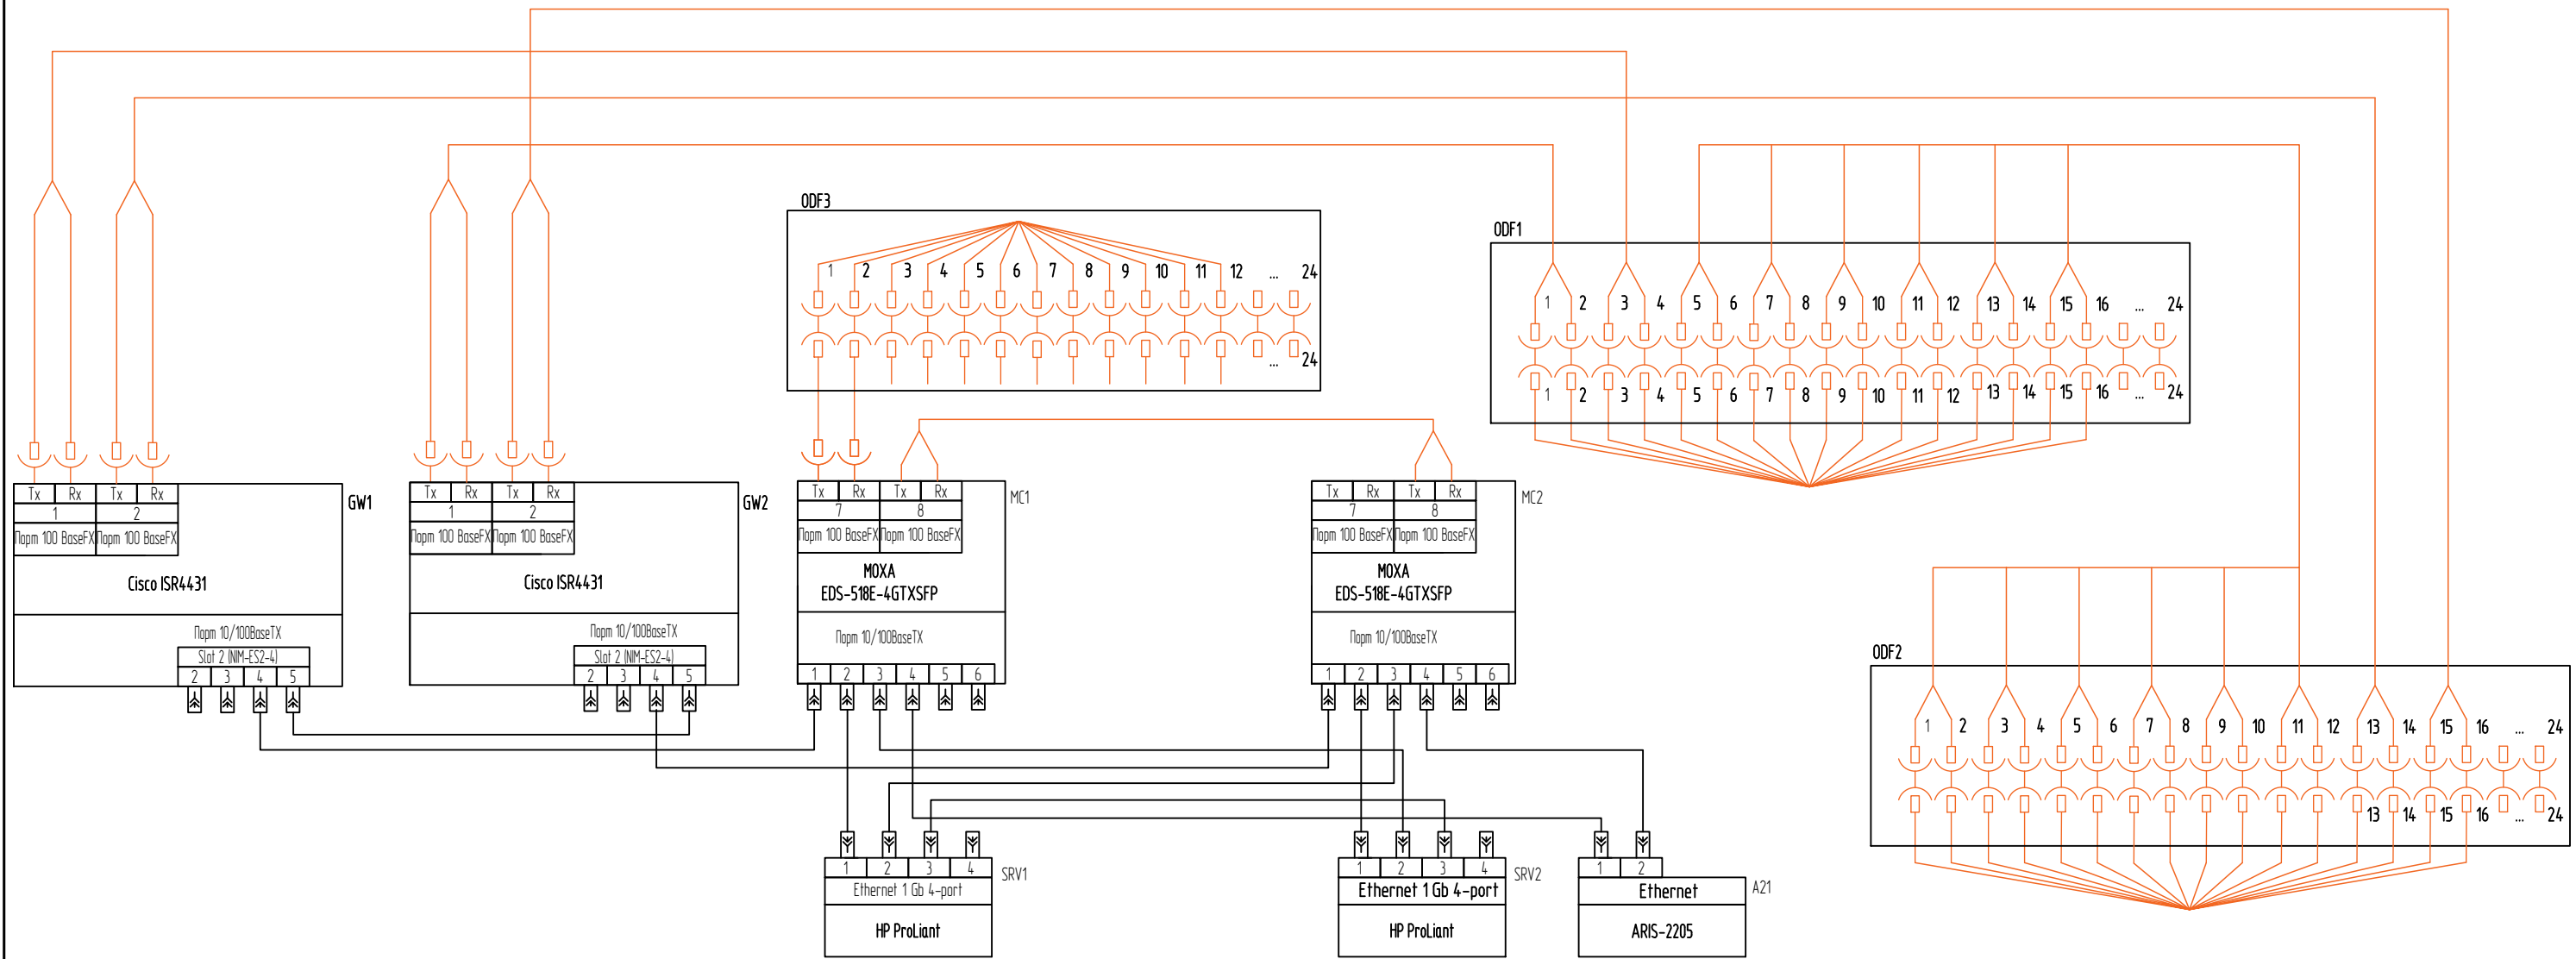 ODF3
1 2 3 4 5 6 7 8 9 10 11 12 ... 24
... 24
ODF1
1 2 3 4 5 6 7 8 9 10 11 12 13 14 15 16 ... 24
1 2 3 4 5 6 7 8 9 10 11 12 13 14 15 16 ... 24
Tx Rx Tx Rx
1 2
Порт 100 BaseFX Порт 100 BaseFX
GW1
Cisco ISR4431
Порт 10/100BaseTX
Slot 2 (NIM-ES2-4)
2 3 4 5
Tx Rx Tx Rx
1 2
Порт 100 BaseFX Порт 100 BaseFX
GW2
Cisco ISR4431
Порт 10/100BaseTX
Slot 2 (NIM-ES2-4)
2 3 4 5
Tx Rx Tx Rx
7 8
Порт 100 BaseFX Порт 100 BaseFX
MC1
MOXA
EDS-518E-4GTXSFP
Порт 10/100BaseTX
1 2 3 4 5 6
Tx Rx Tx Rx
7 8
Порт 100 BaseFX Порт 100 BaseFX
MC2
MOXA
EDS-518E-4GTXSFP
Порт 10/100BaseTX
1 2 3 4 5 6
ODF2
1 2 3 4 5 6 7 8 9 10 11 12 13 14 15 16 ... 24
13 14 15 16 ... 24
1 2 3 4
SRV1
Ethernet 1 Gb 4-port
HP ProLiant
1 2 3 4
SRV2
Ethernet 1 Gb 4-port
HP ProLiant
1 2
A21
Ethernet
ARIS-2205